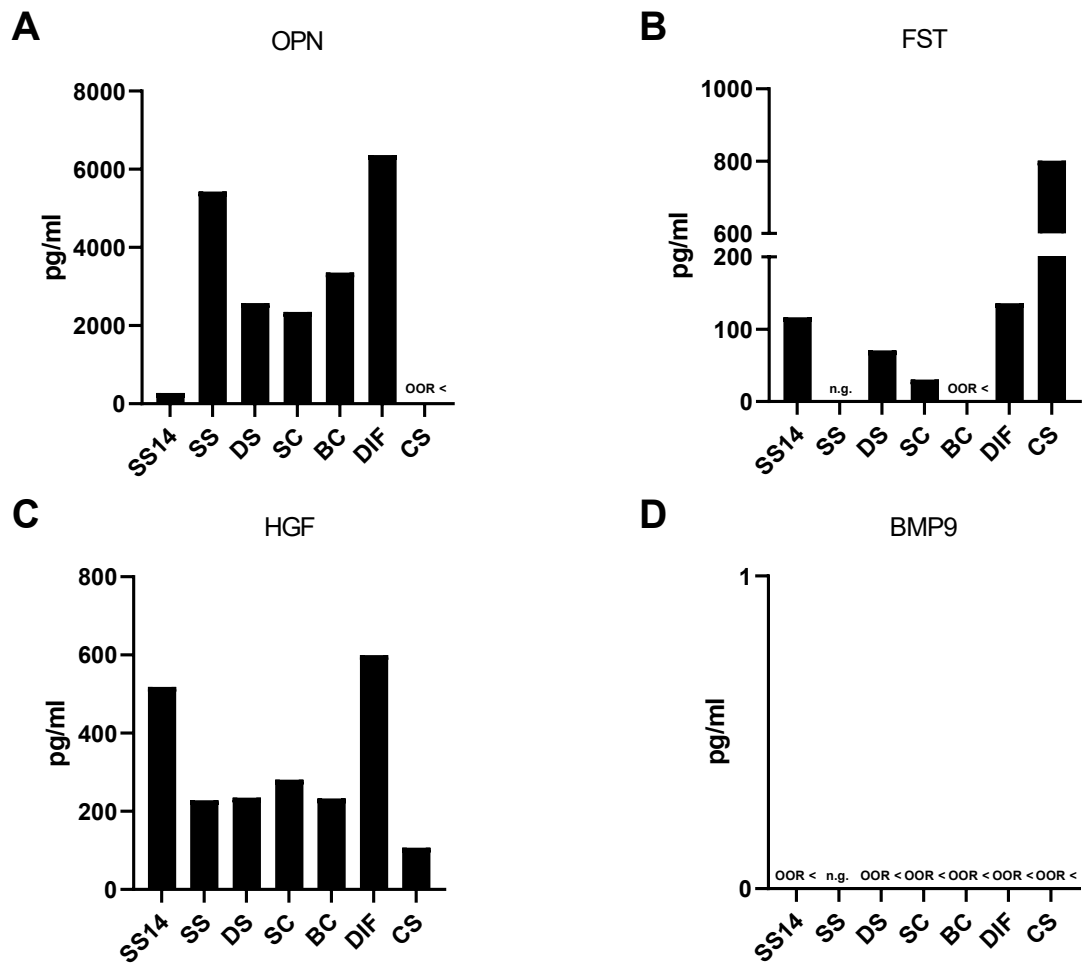 A
OPN
pg/ml
8000
6000
4000
2000
0
OOR <
SS14 SS DS SC BC DIF CS
B
FST
pg/ml
1000
800
600
200
100
0
n.g. OOR <
SS14 SS DS SC BC DIF CS
C
HGF
pg/ml
800
600
400
200
0
SS14 SS DS SC BC DIF CS
D
BMP9
pg/ml
1
0
OOR < n.g. OOR < OOR < OOR < OOR < OOR <
SS14 SS DS SC BC DIF CS